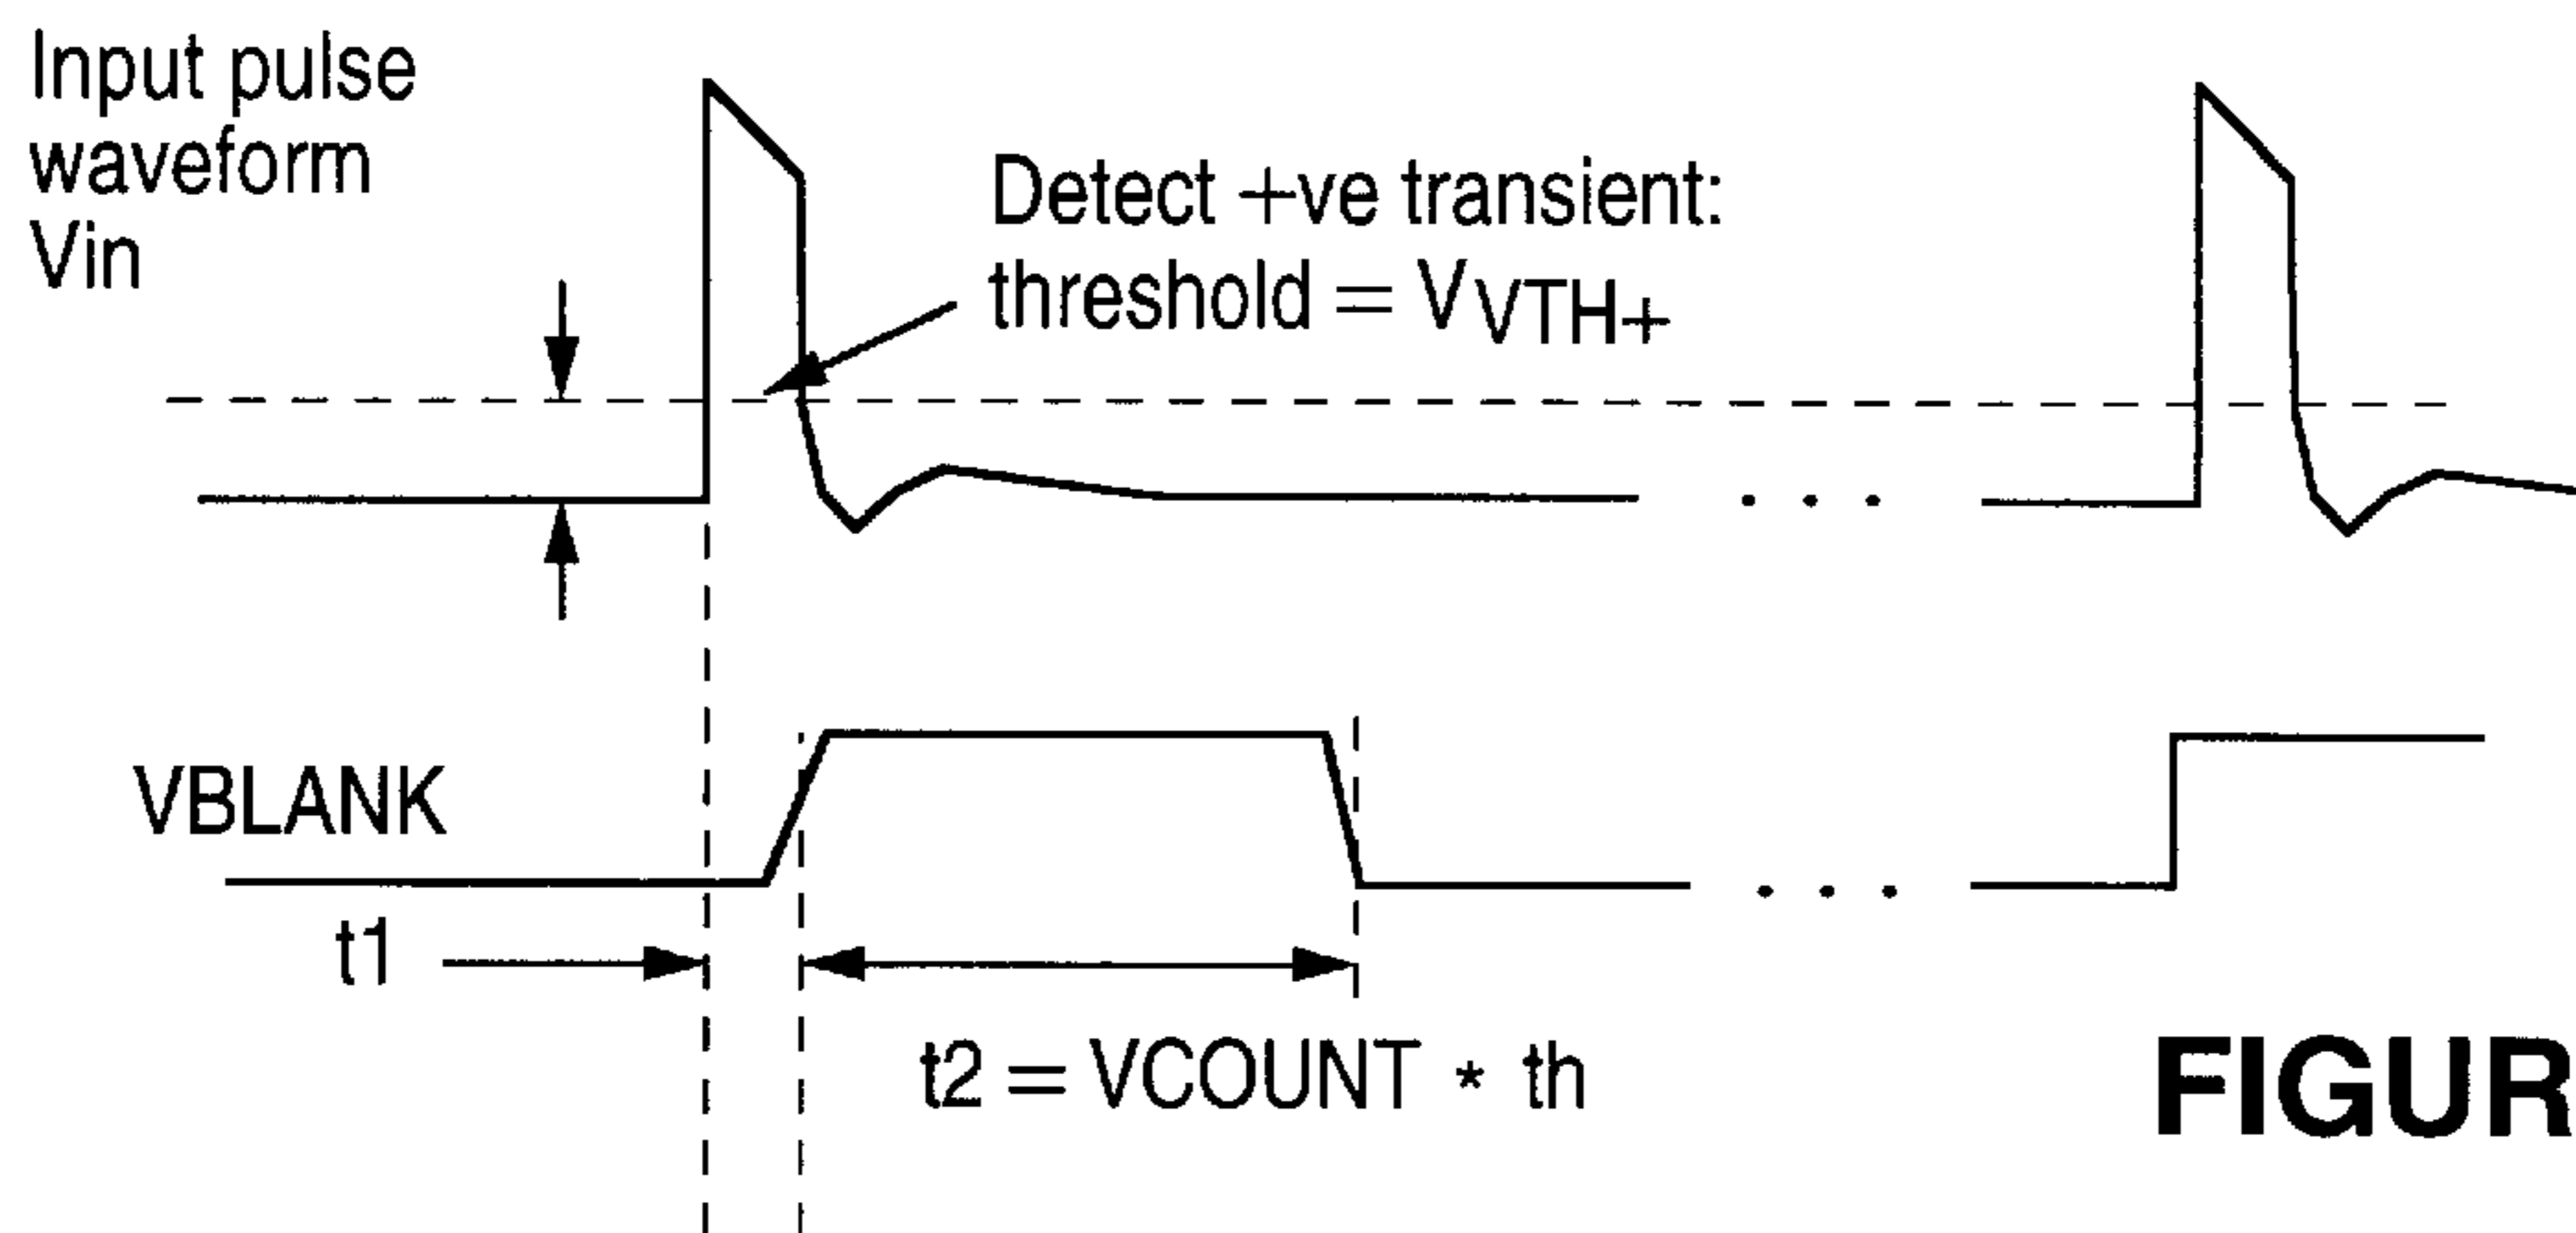 Input pulse
waveform
Vin
Detect +ve transient:
threshold = VVTH+
VBLANK
t1
t2 = VCOUNT * th
FIGUR